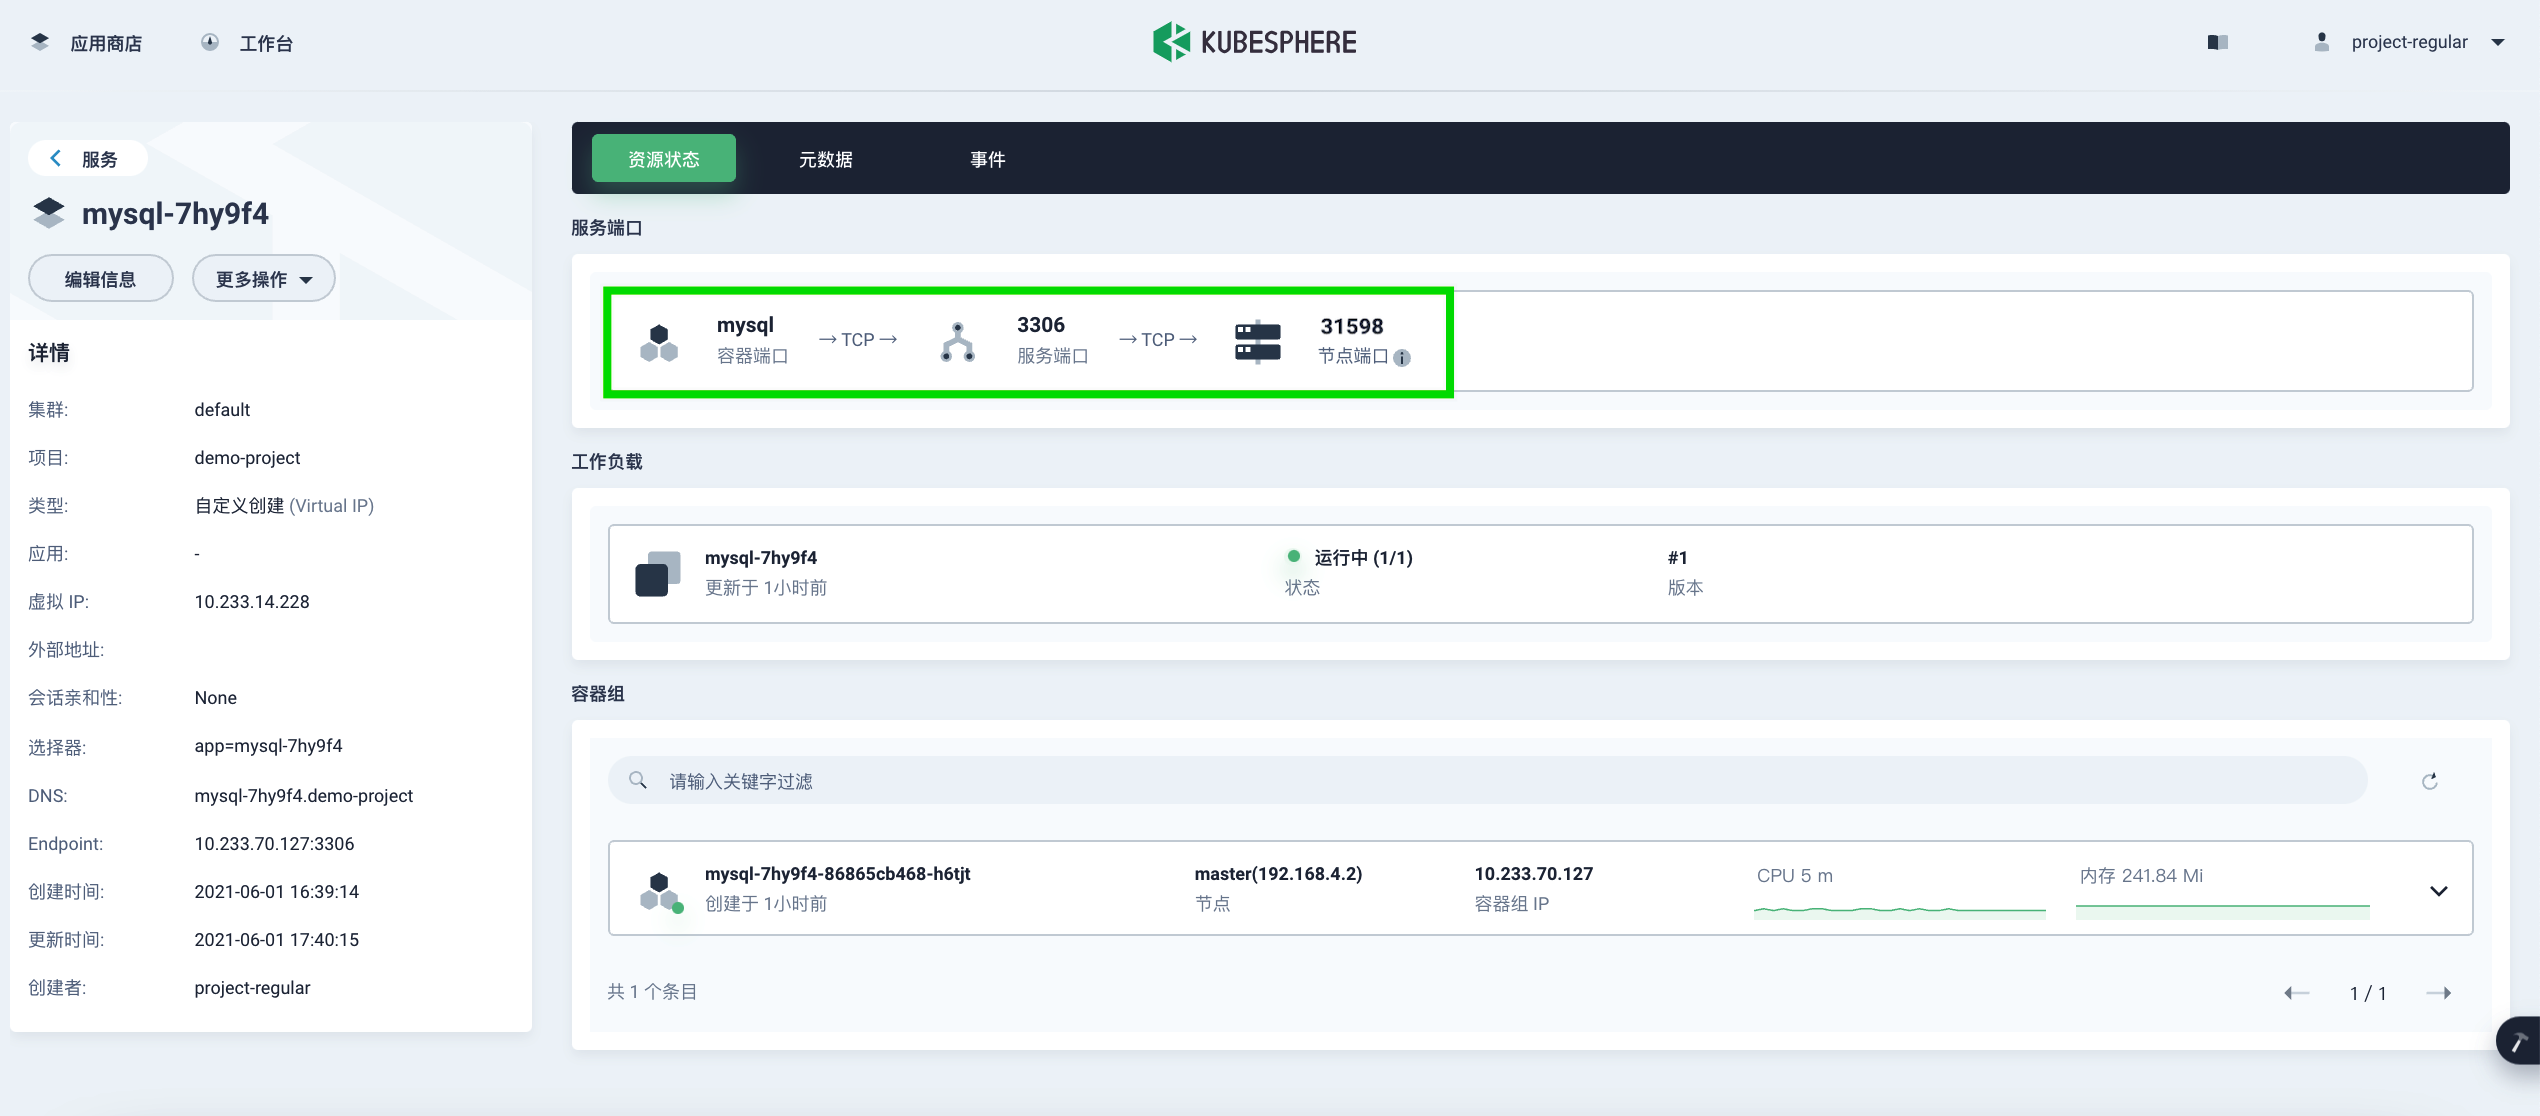 应用商店
工作台
KUBESPHERE
project-regular
服务
mysql-7hy9f4
编辑信息
更多操作
详情
集群: default
项目: demo-project
类型: 自定义创建 (Virtual IP)
应用: -
虚拟 IP: 10.233.14.228
外部地址:
会话亲和性: None
选择器: app=mysql-7hy9f4
DNS: mysql-7hy9f4.demo-project
Endpoint: 10.233.70.127:3306
创建时间: 2021-06-01 16:39:14
更新时间: 2021-06-01 17:40:15
创建者: project-regular
资源状态 元数据 事件
服务端口
mysql
容器端口
→ TCP →
3306
服务端口
→ TCP →
31598
节点端口
工作负载
mysql-7hy9f4
更新于 1小时前
运行中 (1/1)
状态
#1
版本
容器组
请输入关键字过滤
mysql-7hy9f4-86865cb468-h6tjt
创建于 1小时前
master(192.168.4.2)
节点
10.233.70.127
容器组 IP
CPU 5 m
内存 241.84 Mi
共 1 个条目
1 / 1